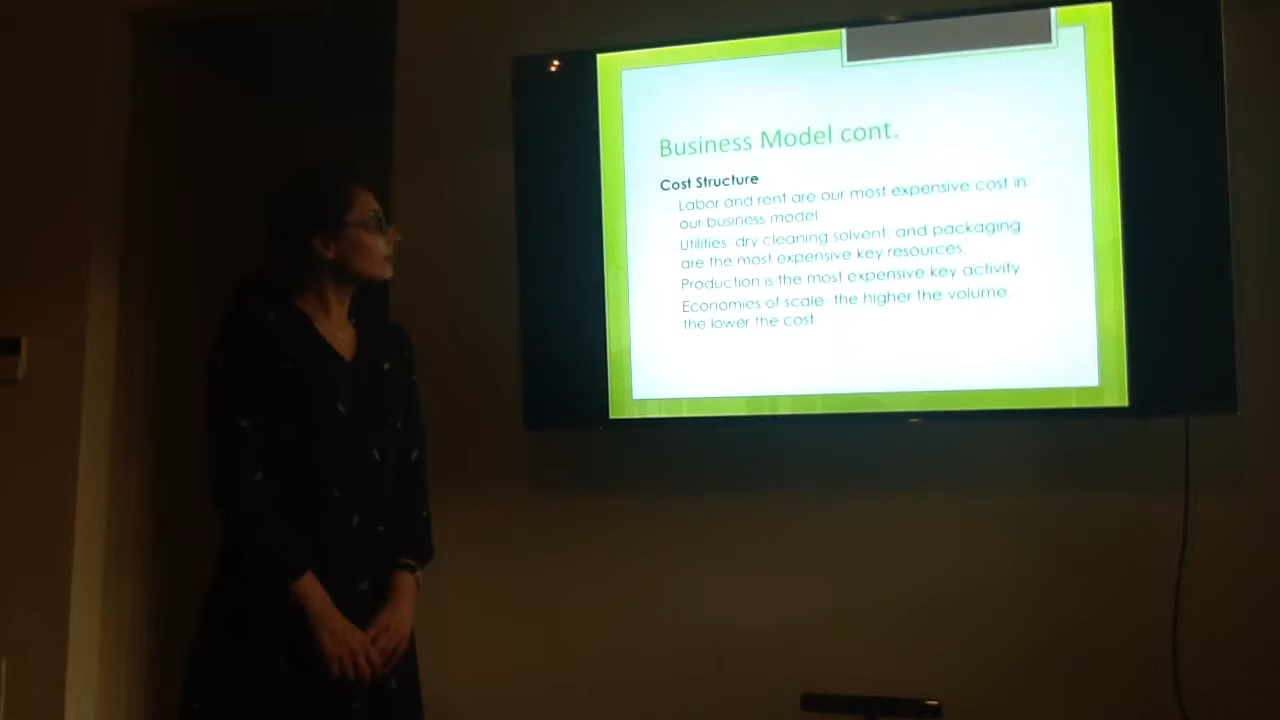 Business Model cont.
Cost Structure
Labor and rent are our most expensive cost in
our business model
Utilities, dry cleaning solvent, and packaging
are the most expensive key resources.
Production is the most expensive key activity
Economies of scale- the higher the volume,
the lower the cost